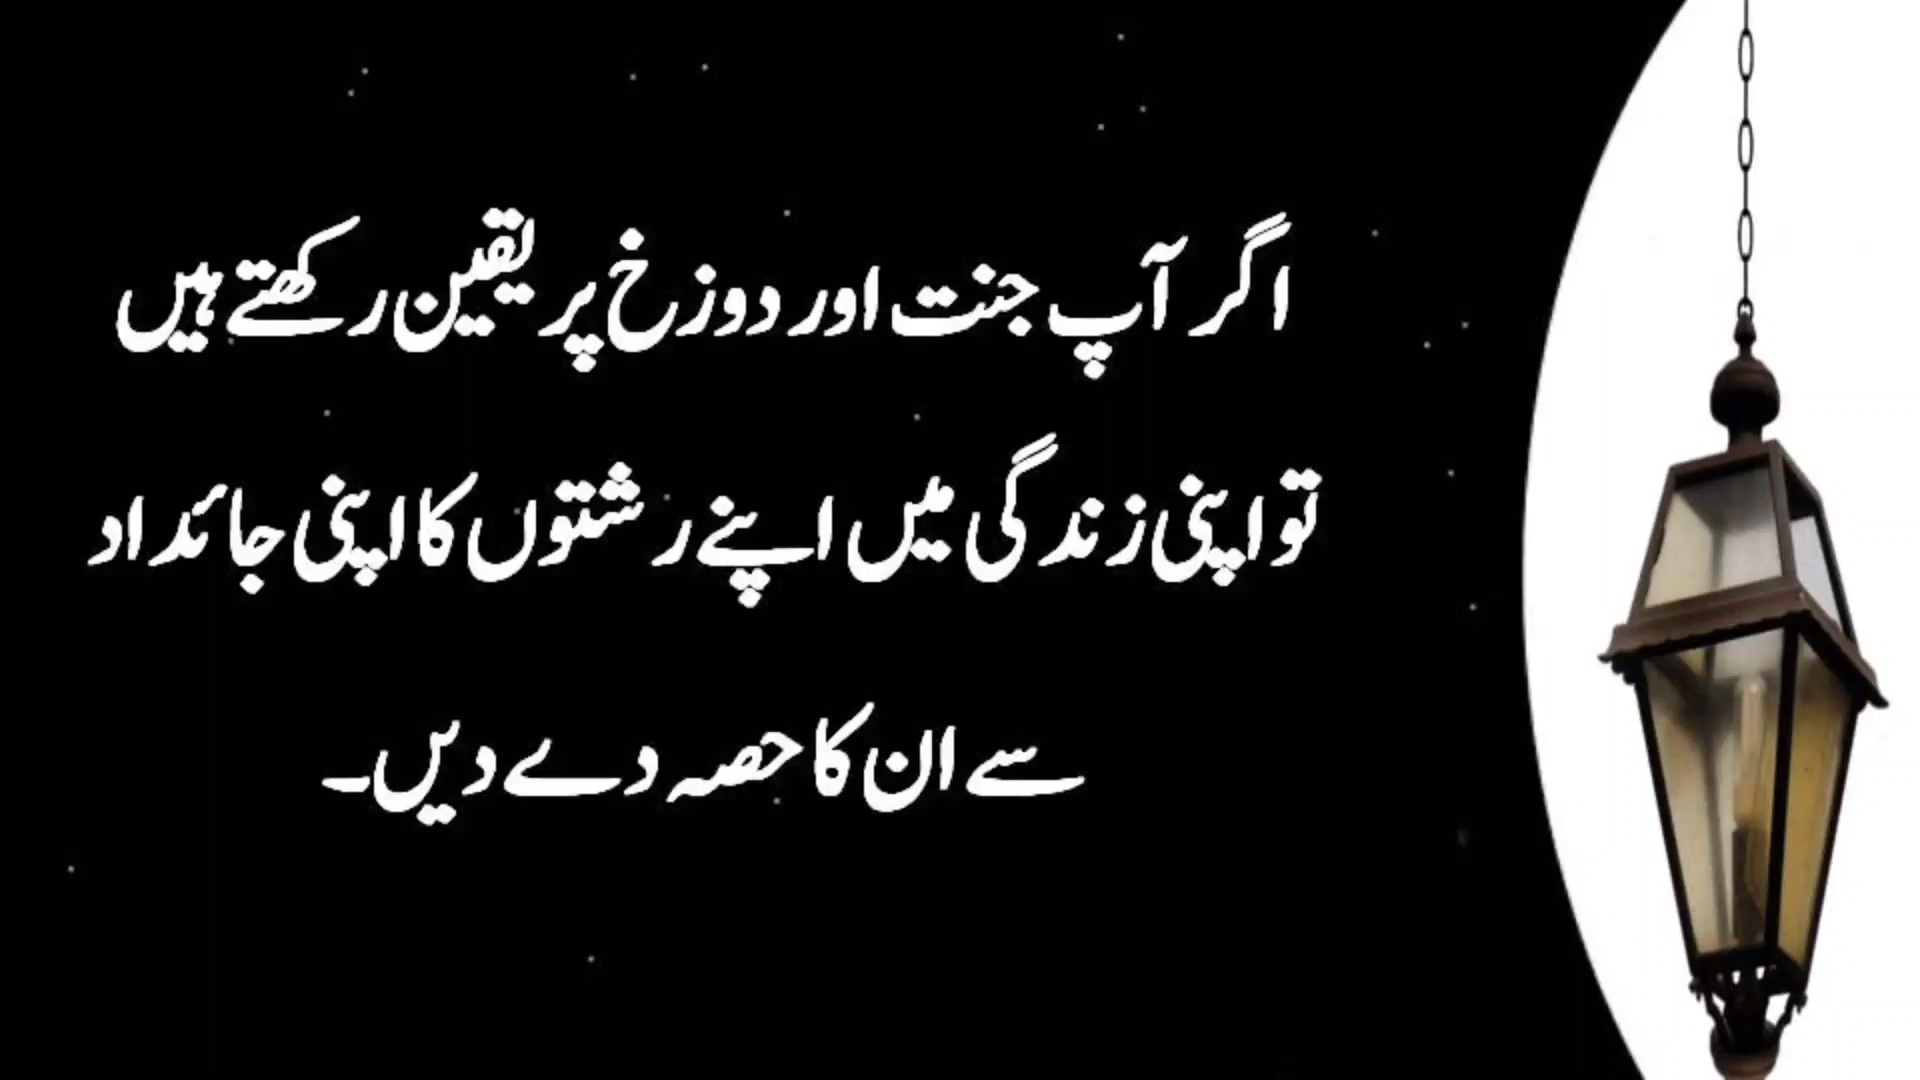 اگر آپ جنت اور دوزخ پر یقین رکھتے ہیں
تو اپنی زندگی میں اپنے رشتوں کا اپنی جائداد
سے ان کا حصہ دے دیں۔